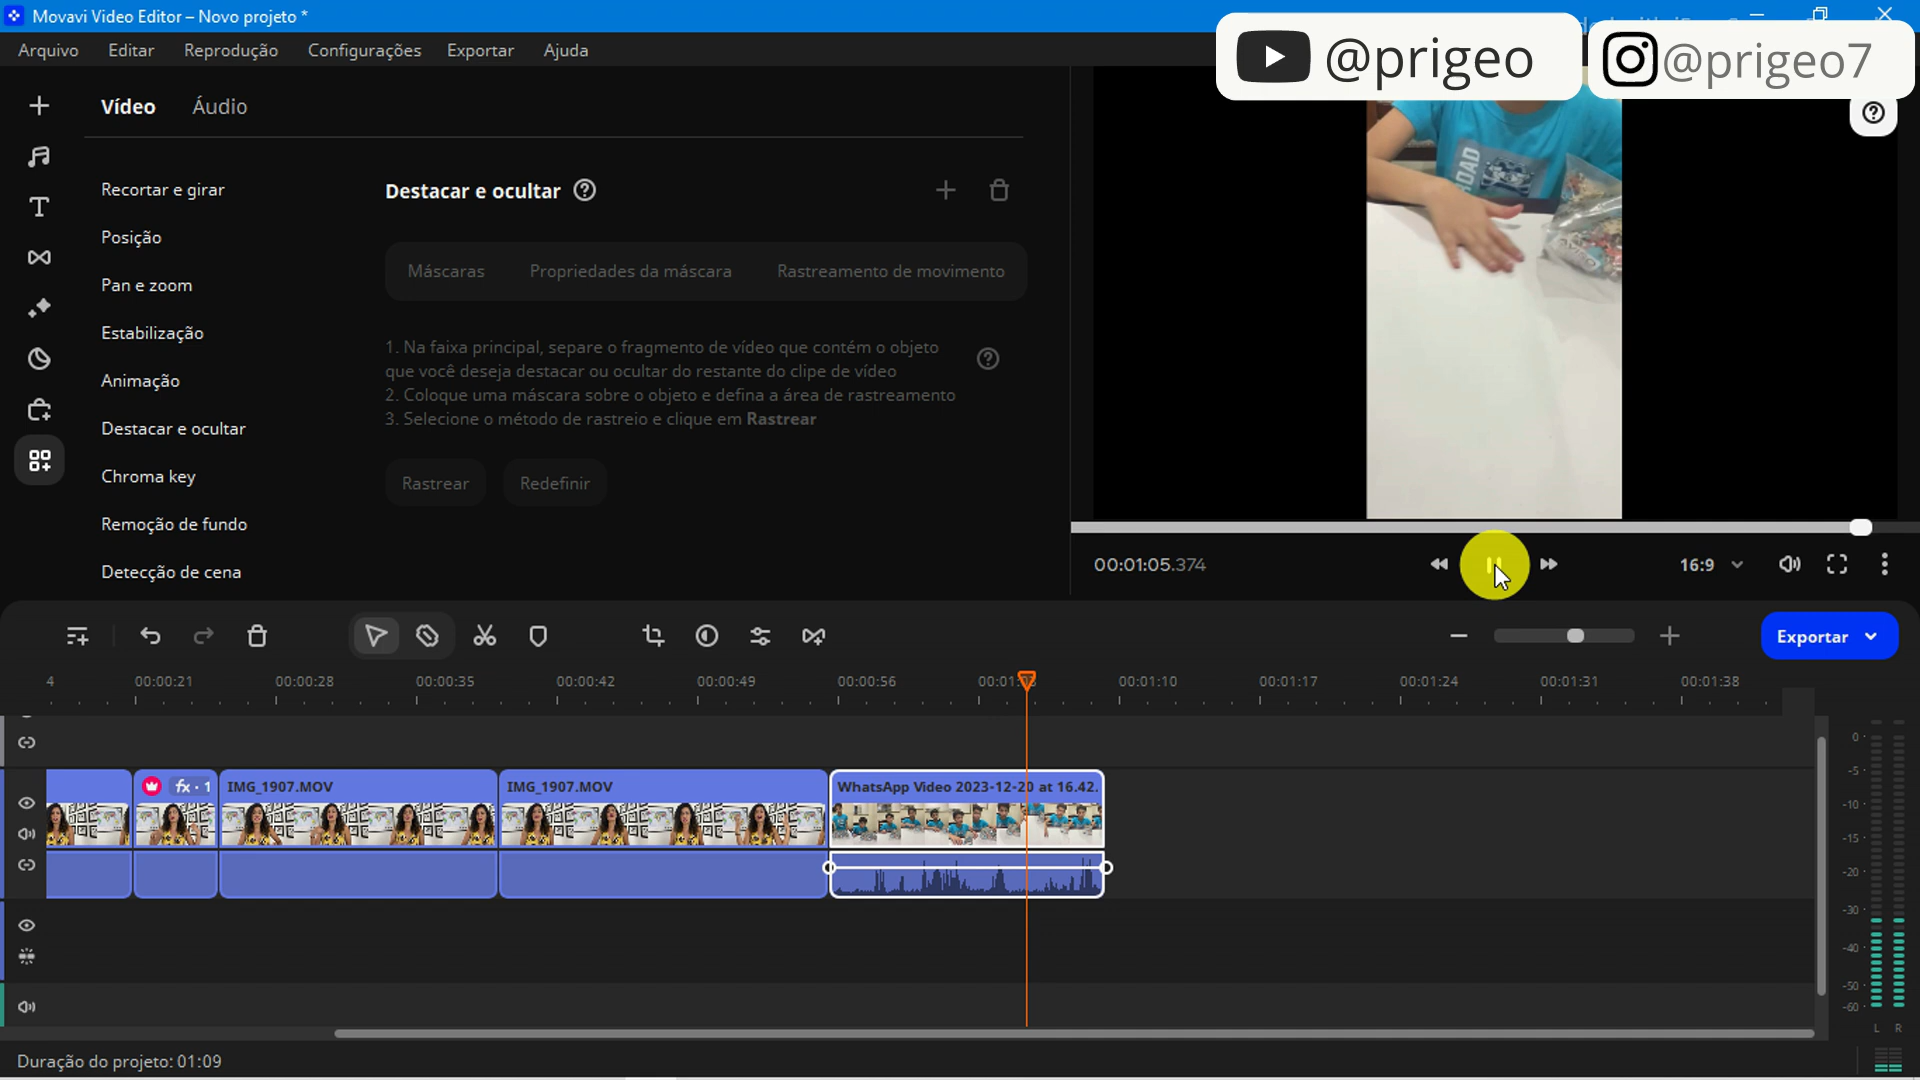 Movavi Video Editor – Novo projeto *
Arquivo Editar Reprodução Configurações Exportar Ajuda
@prigeo @prigeo7
Vídeo Áudio
Recortar e girar
Posição
Pan e zoom
Estabilização
Animação
Destacar e ocultar
Chroma key
Remoção de fundo
Detecção de cena
Destacar e ocultar
Máscaras Propriedades da máscara Rastreamento de movimento
1. Na faixa principal, separe o fragmento de vídeo que contém o objeto
que você deseja destacar ou ocultar do restante do clipe de vídeo
2. Coloque uma máscara sobre o objeto e defina a área de rastreamento
3. Selecione o método de rastreio e clique em Rastrear
Rastrear Redefinir
00:01:05.374
16:9
Exportar
4 00:00:21 00:00:28 00:00:35 00:00:42 00:00:49 00:00:56 00:01:10 00:01:17 00:01:24 00:01:31 00:01:38
fx · 1 IMG_1907.MOV IMG_1907.MOV WhatsApp Video 2023-12-20 at 16.42.
0
-5
-10
-15
-20
-30
-40
-50
-60
L R
Duração do projeto: 01:09